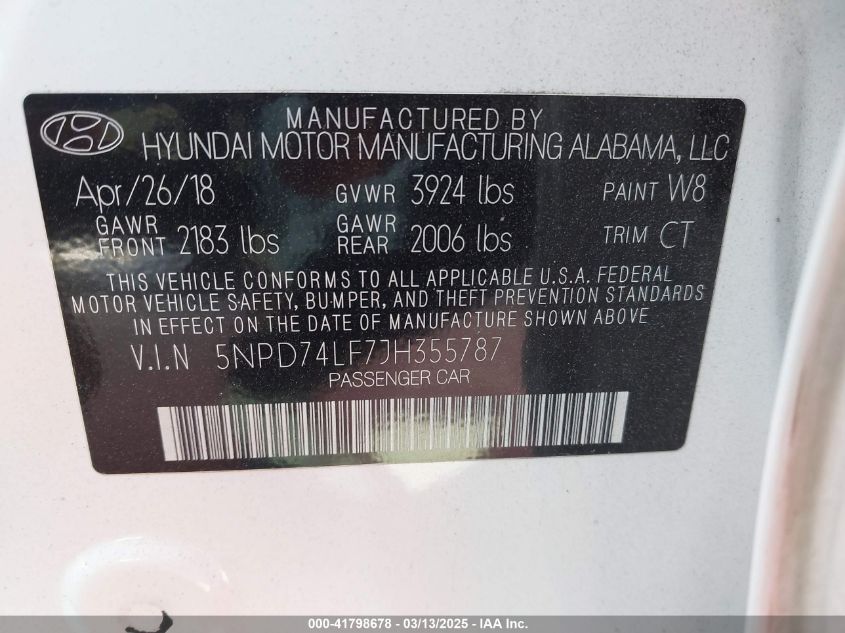 MANUFACTURED BY
HYUNDAI MOTOR MANUFACTURING ALABAMA, LLC
Apr/26/18 GVWR 3924 lbs PAINT W8
GAWR FRONT 2183 lbs GAWR REAR 2006 lbs TRIM CT
THIS VEHICLE CONFORMS TO ALL APPLICABLE U.S.A. FEDERAL
MOTOR VEHICLE SAFETY, BUMPER, AND THEFT PREVENTION STANDARDS
IN EFFECT ON THE DATE OF MANUFACTURE SHOWN ABOVE
V.I.N 5NPD74LF7JH355787
PASSENGER CAR
000-41798678 - 03/13/2025 - IAA Inc.